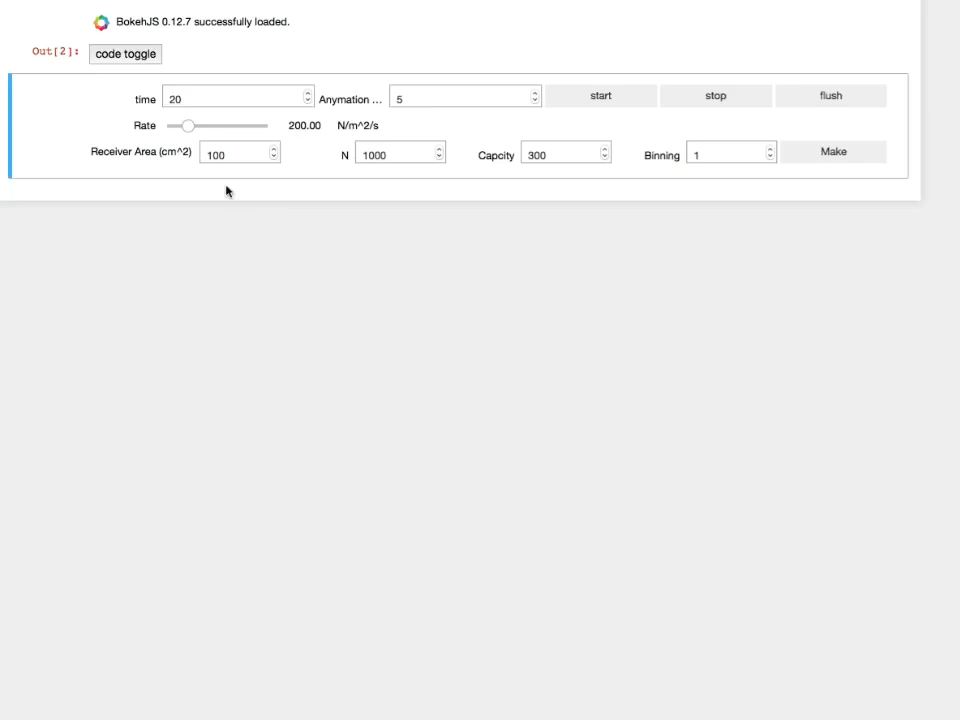 BokehJS 0.12.7 successfully loaded.
Out[2]: code toggle
time 20 Anymation ... 5 start stop flush
Rate 200.00 N/m^2/s
Receiver Area (cm^2) 100 N 1000 Capcity 300 Binning 1 Make